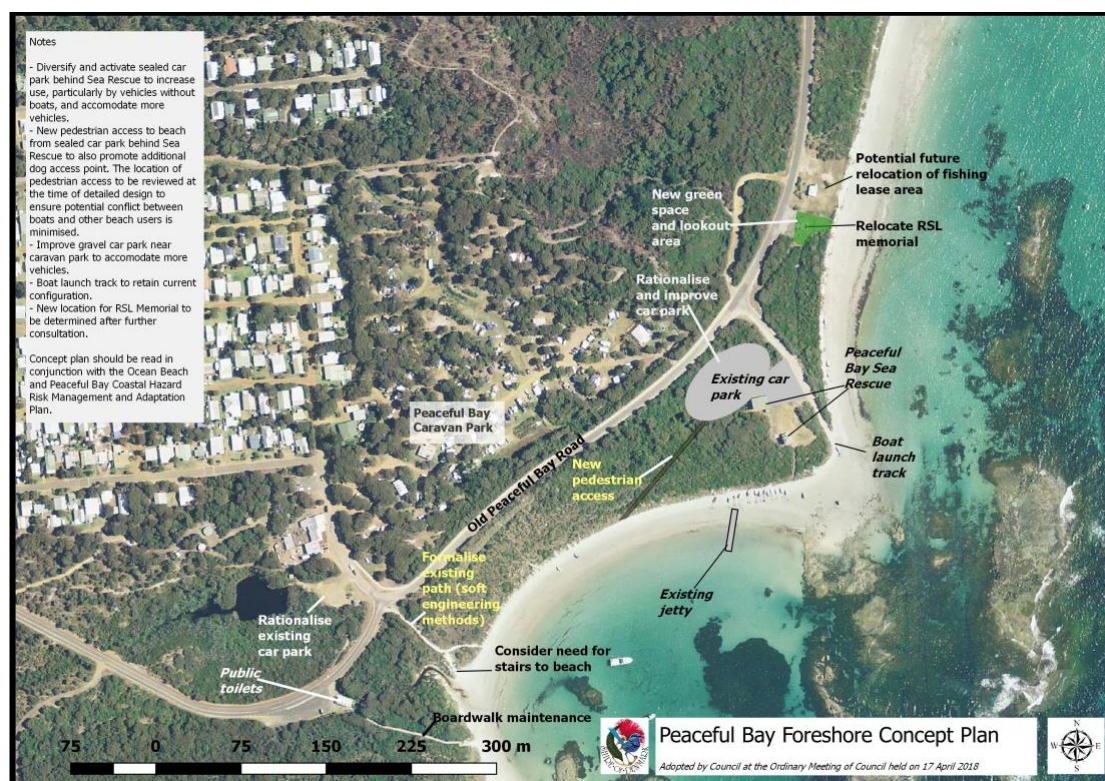 Notes
- Diversify and activate sealed car
park behind Sea Rescue to increase
use, particularly by vehicles without
boats, and accomodate more
vehicles.
- New pedestrian access to beach
from sealed car park behind Sea
Rescue to also promote additional
dog access point. The location of
pedestrian access to be reviewed at
the time of detailed design to
ensure potential conflict between
boats and other beach users is
minimised.
- Improve gravel car park near
caravan park to accomodate more
vehicles.
- Boat launch track to retain current
configuration.
- New location for RSL Memorial to
be determined after further
consultation.
Concept plan should be read in
conjunction with the Ocean Beach
and Peaceful Bay Coastal Hazard
Risk Management and Adaptation
Plan.
Potential future
relocation of fishing
lease area
New green
space
and lookout
area
Relocate RSL
memorial
Rationalise
and improve
car park
Existing car
park
Peaceful
Bay Sea
Rescue
Peaceful Bay
Caravan Park
Boat
launch
track
Old Peaceful Bay Road
New
pedestrian
access
Existing
jetty
Formalise
existing
path (soft
engineering
methods)
Rationalise
existing
car park
Consider need for
stairs to beach
Public
toilets
Boardwalk maintenance
75 0 75 150 225 300 m
SHIRE OF DENMARK
Peaceful Bay Foreshore Concept Plan
Adopted by Council at the Ordinary Meeting of Council held on 17 April 2018
N
W E
S